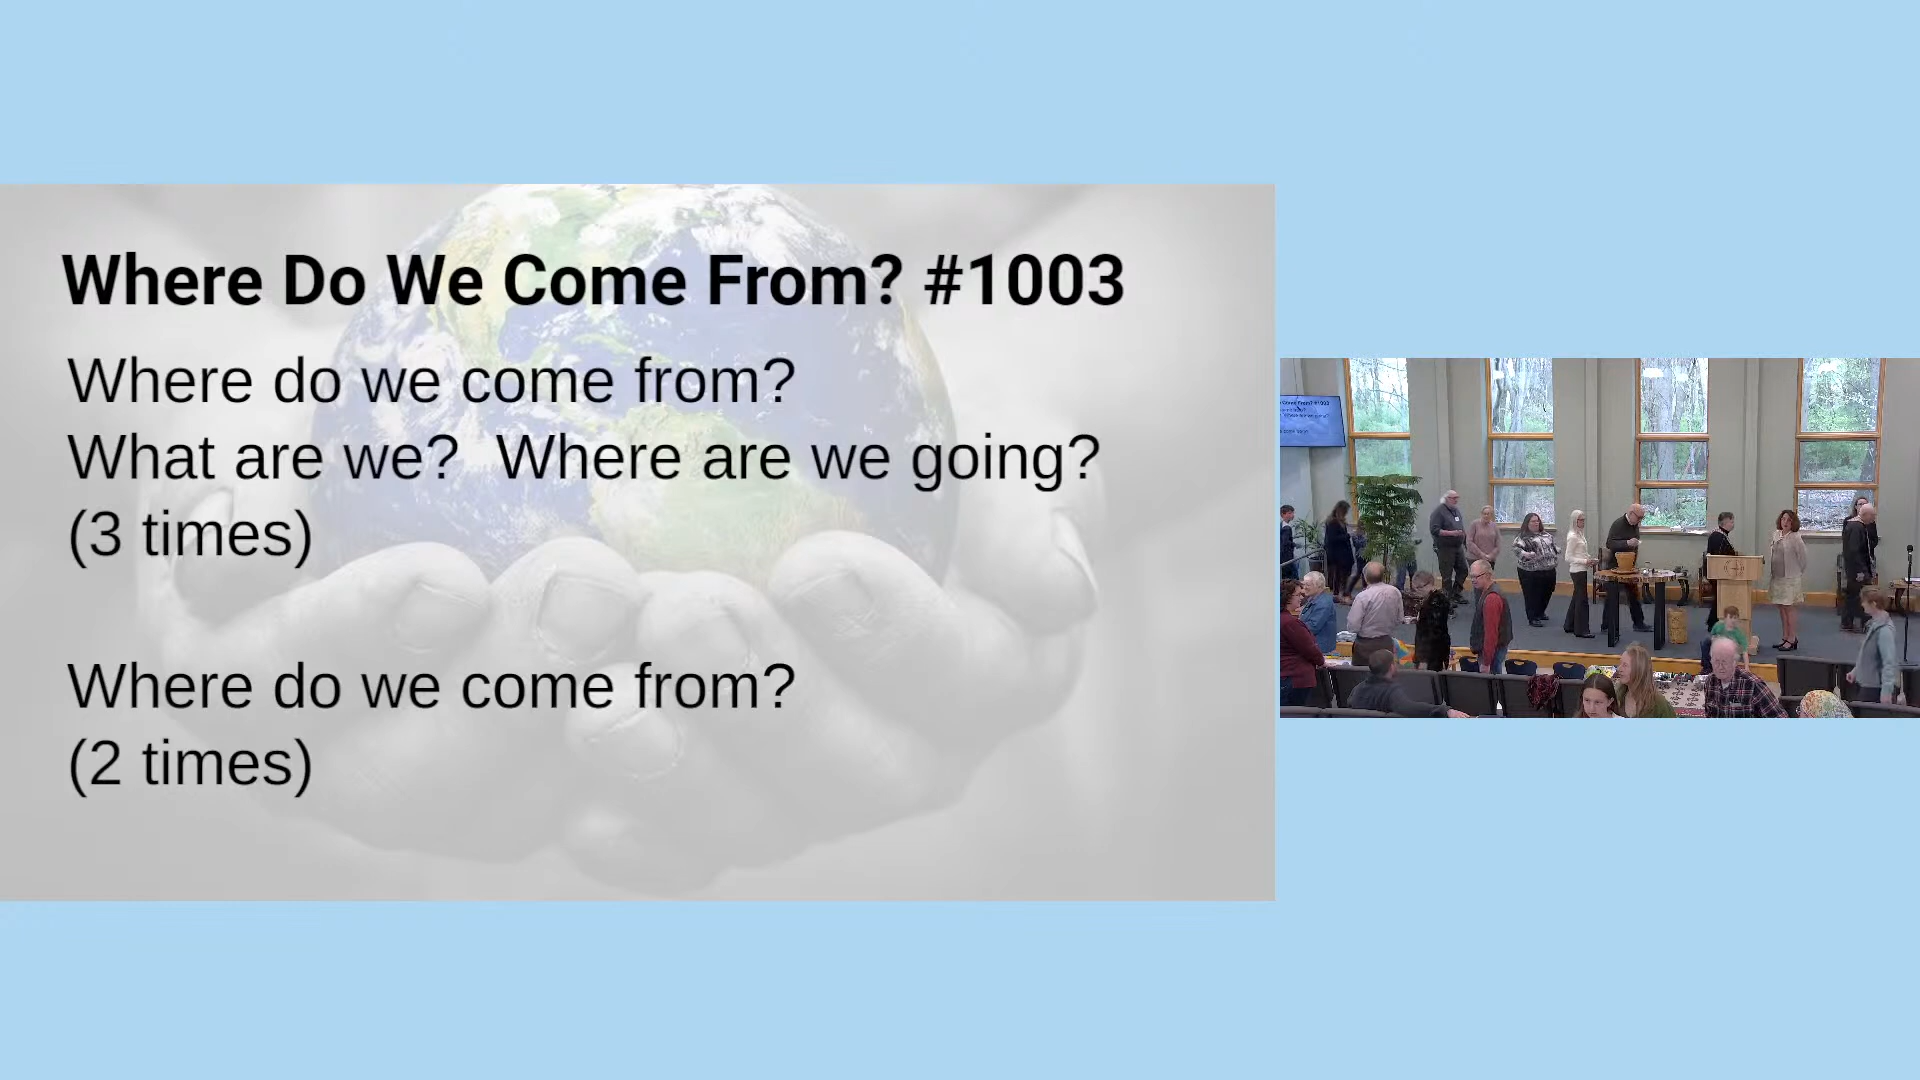 Where Do We Come From? #1003
Where do we come from?
What are we?  Where are we going?
(3 times)
Where do we come from?
(2 times)